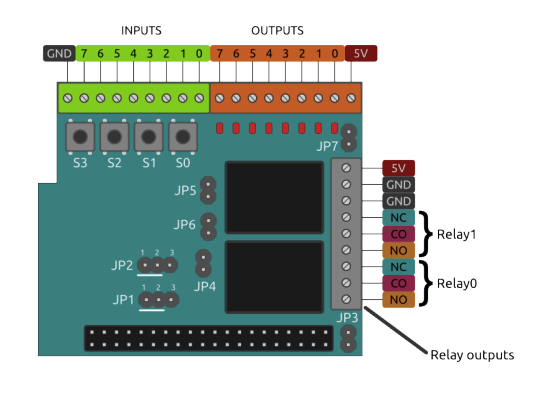 INPUTS OUTPUTS
GND 7 6 5 4 3 2 1 0 7 6 5 4 3 2 1 0 5V
S3 S2 S1 S0
JP7
5V
GND
GND
JP5
NC
JP6
CO Relay1
NO
1 2 3
JP2
NC
JP4
CO Relay0
1 2 3
JP1
NO
JP3
Relay outputs